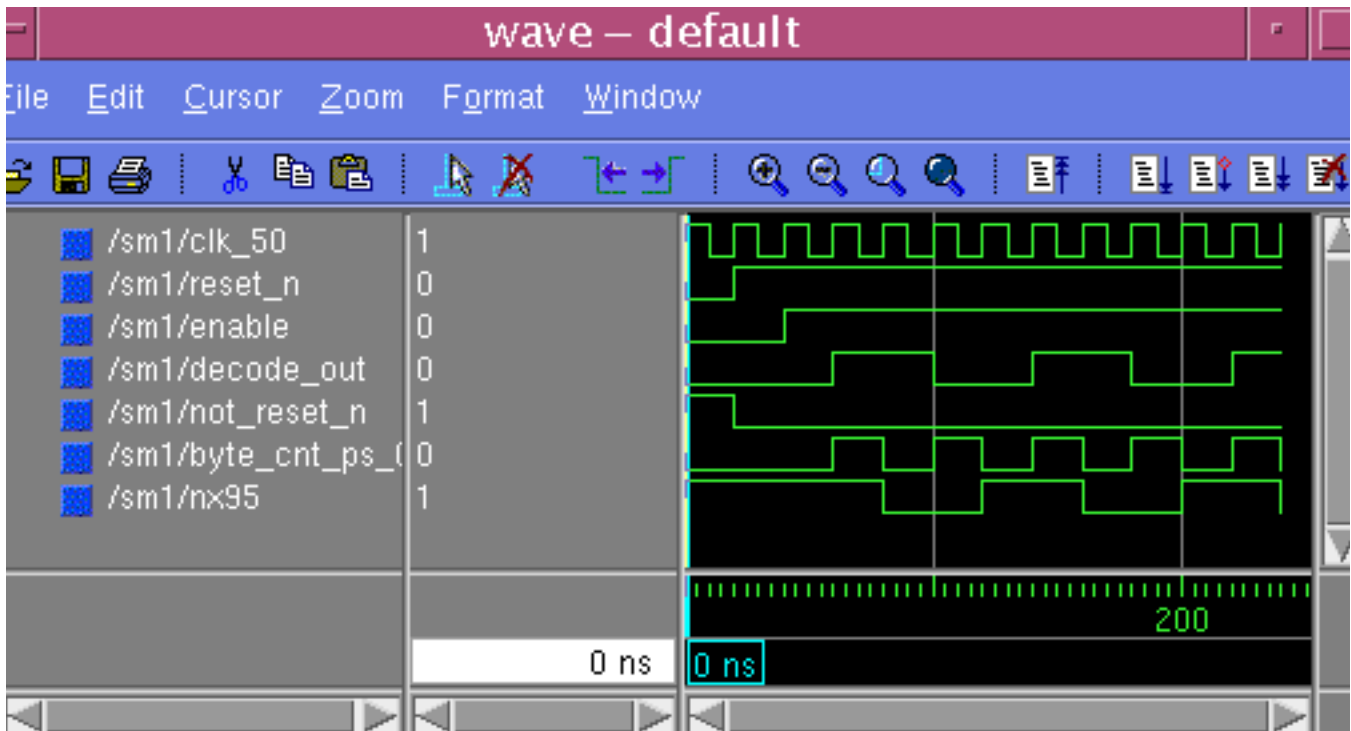 wave – default
File Edit Cursor Zoom Format Window
/sm1/clk_50 1
/sm1/reset_n 0
/sm1/enable 0
/sm1/decode_out 0
/sm1/not_reset_n 1
/sm1/byte_cnt_ps_( 0
/sm1/nx95 1
200
0 ns 0 ns